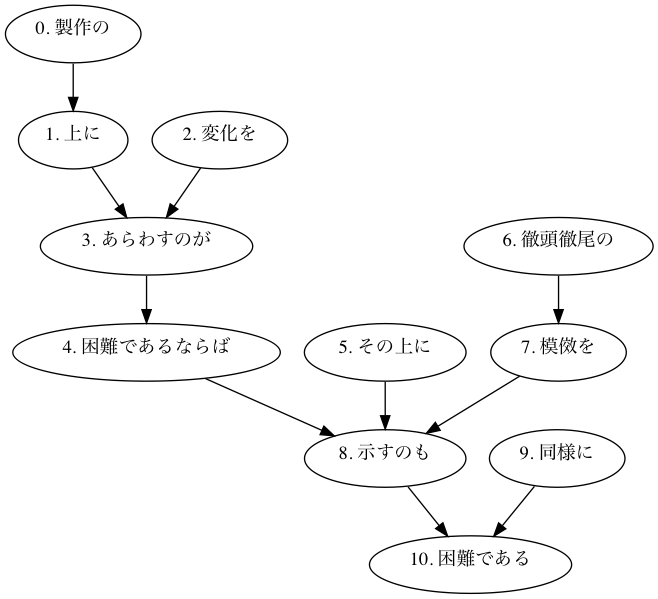 0. 製作の
1. 上に
2. 変化を
3. あらわすのが
6. 徹頭徹尾の
4. 困難であるならば
5. その上に
7. 模倣を
8. 示すのも
9. 同様に
10. 困難である